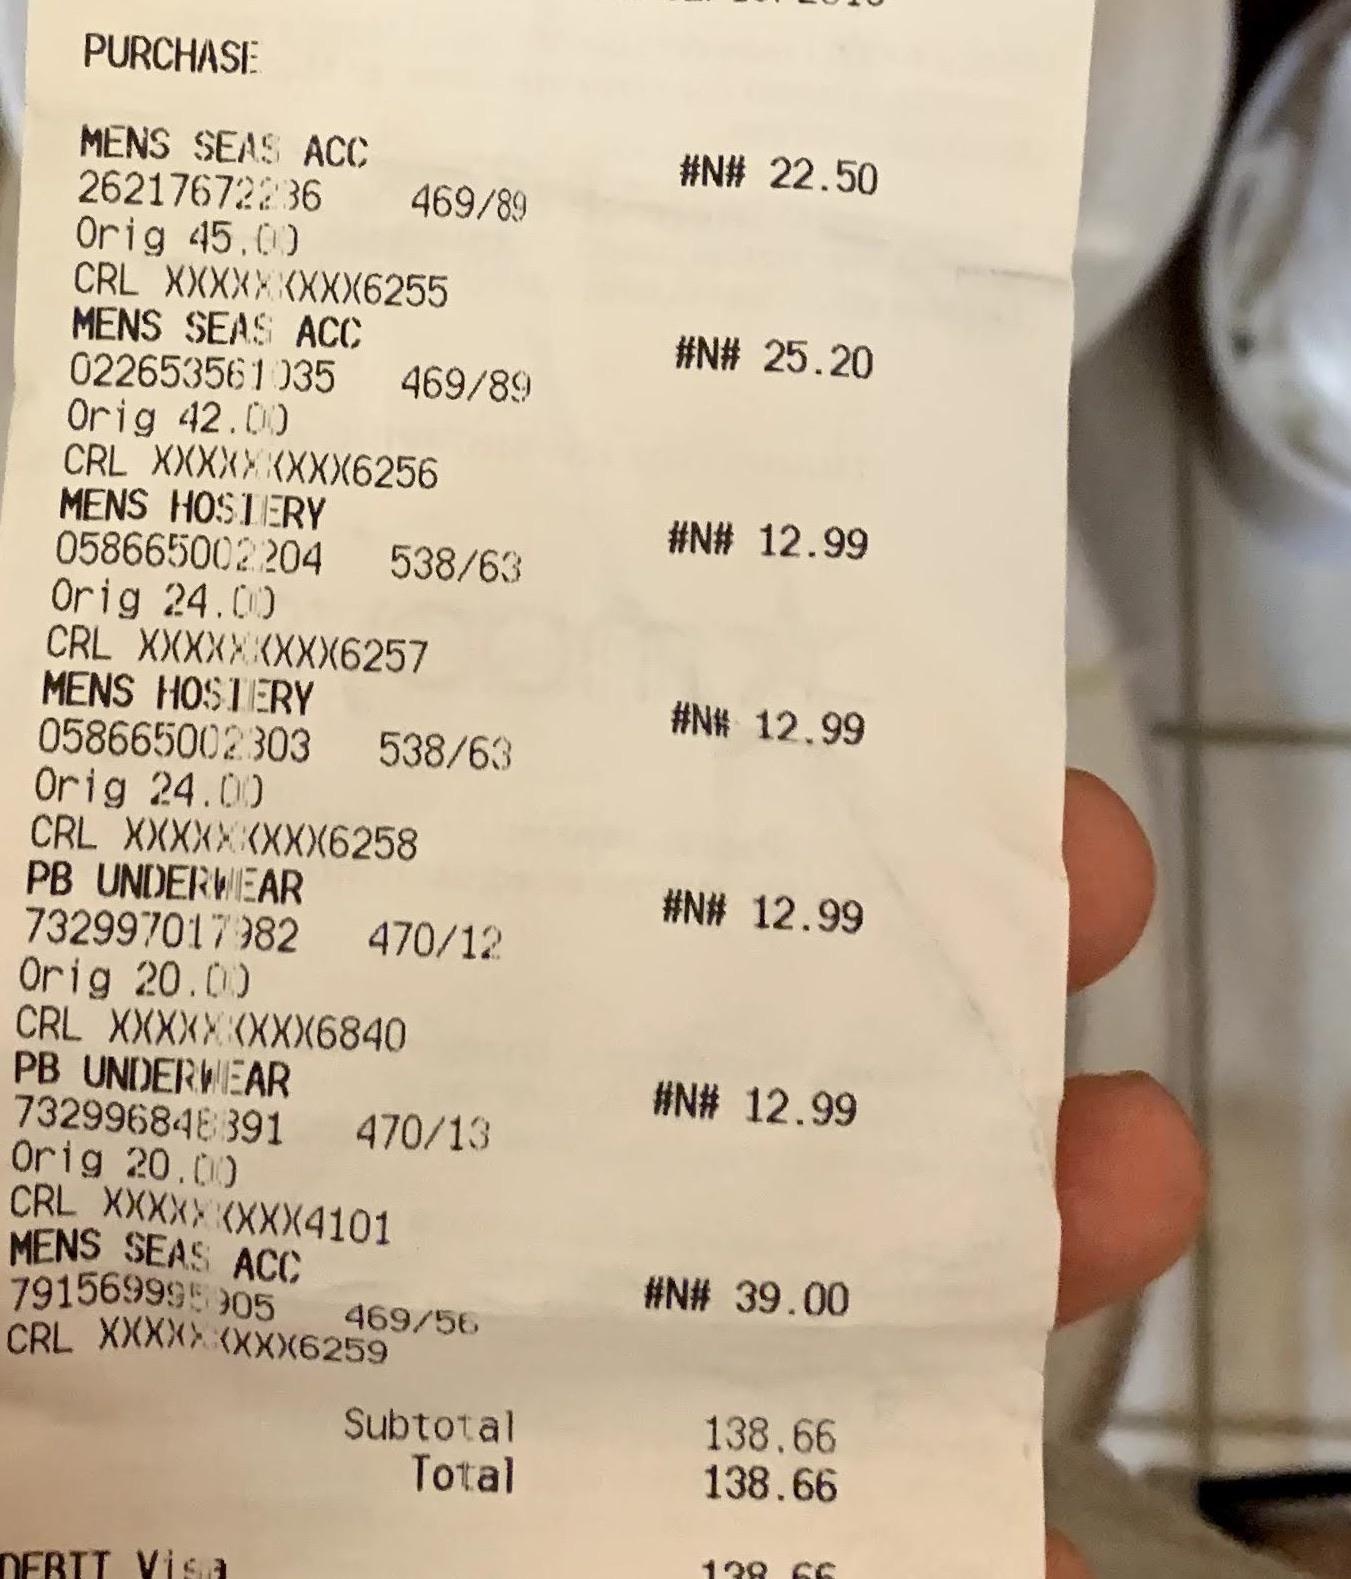 PURCHASE
MENS SEAS ACC
26217672236 469/89 #N# 22.50
Orig 45.00
CRL XXXXXXXXX6255
MENS SEAS ACC
022653561035 469/89 #N# 25.20
Orig 42.00
CRL XXXXXXXXX6256
MENS HOSIERY
058665002204 538/63 #N# 12.99
Orig 24.00
CRL XXXXXXXXX6257
MENS HOSIERY
058665002303 538/63 #N# 12.99
Orig 24.00
CRL XXXXXXXXX6258
PB UNDERWEAR
732997017982 470/12 #N# 12.99
Orig 20.00
CRL XXXXXXXXX6840
PB UNDERWEAR
732996848391 470/13 #N# 12.99
Orig 20.00
CRL XXXXXXXXX4101
MENS SEAS ACC
791569995905 469/56 #N# 39.00
CRL XXXXXXXXX6259
Subtotal 138.66
Total 138.66
DEBIT Visa 138.66